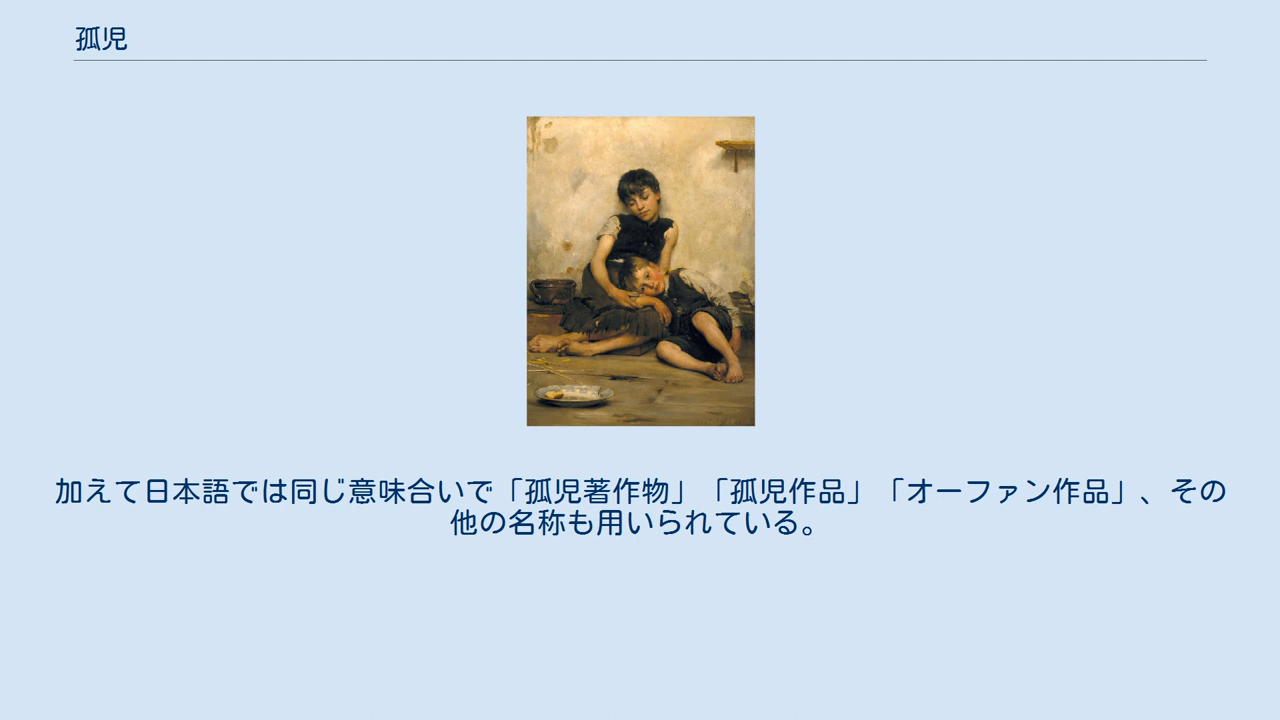 孤児
加えて日本語では同じ意味合いで「孤児著作物」「孤児作品」「オーファン作品」、その
他の名称も用いられている。